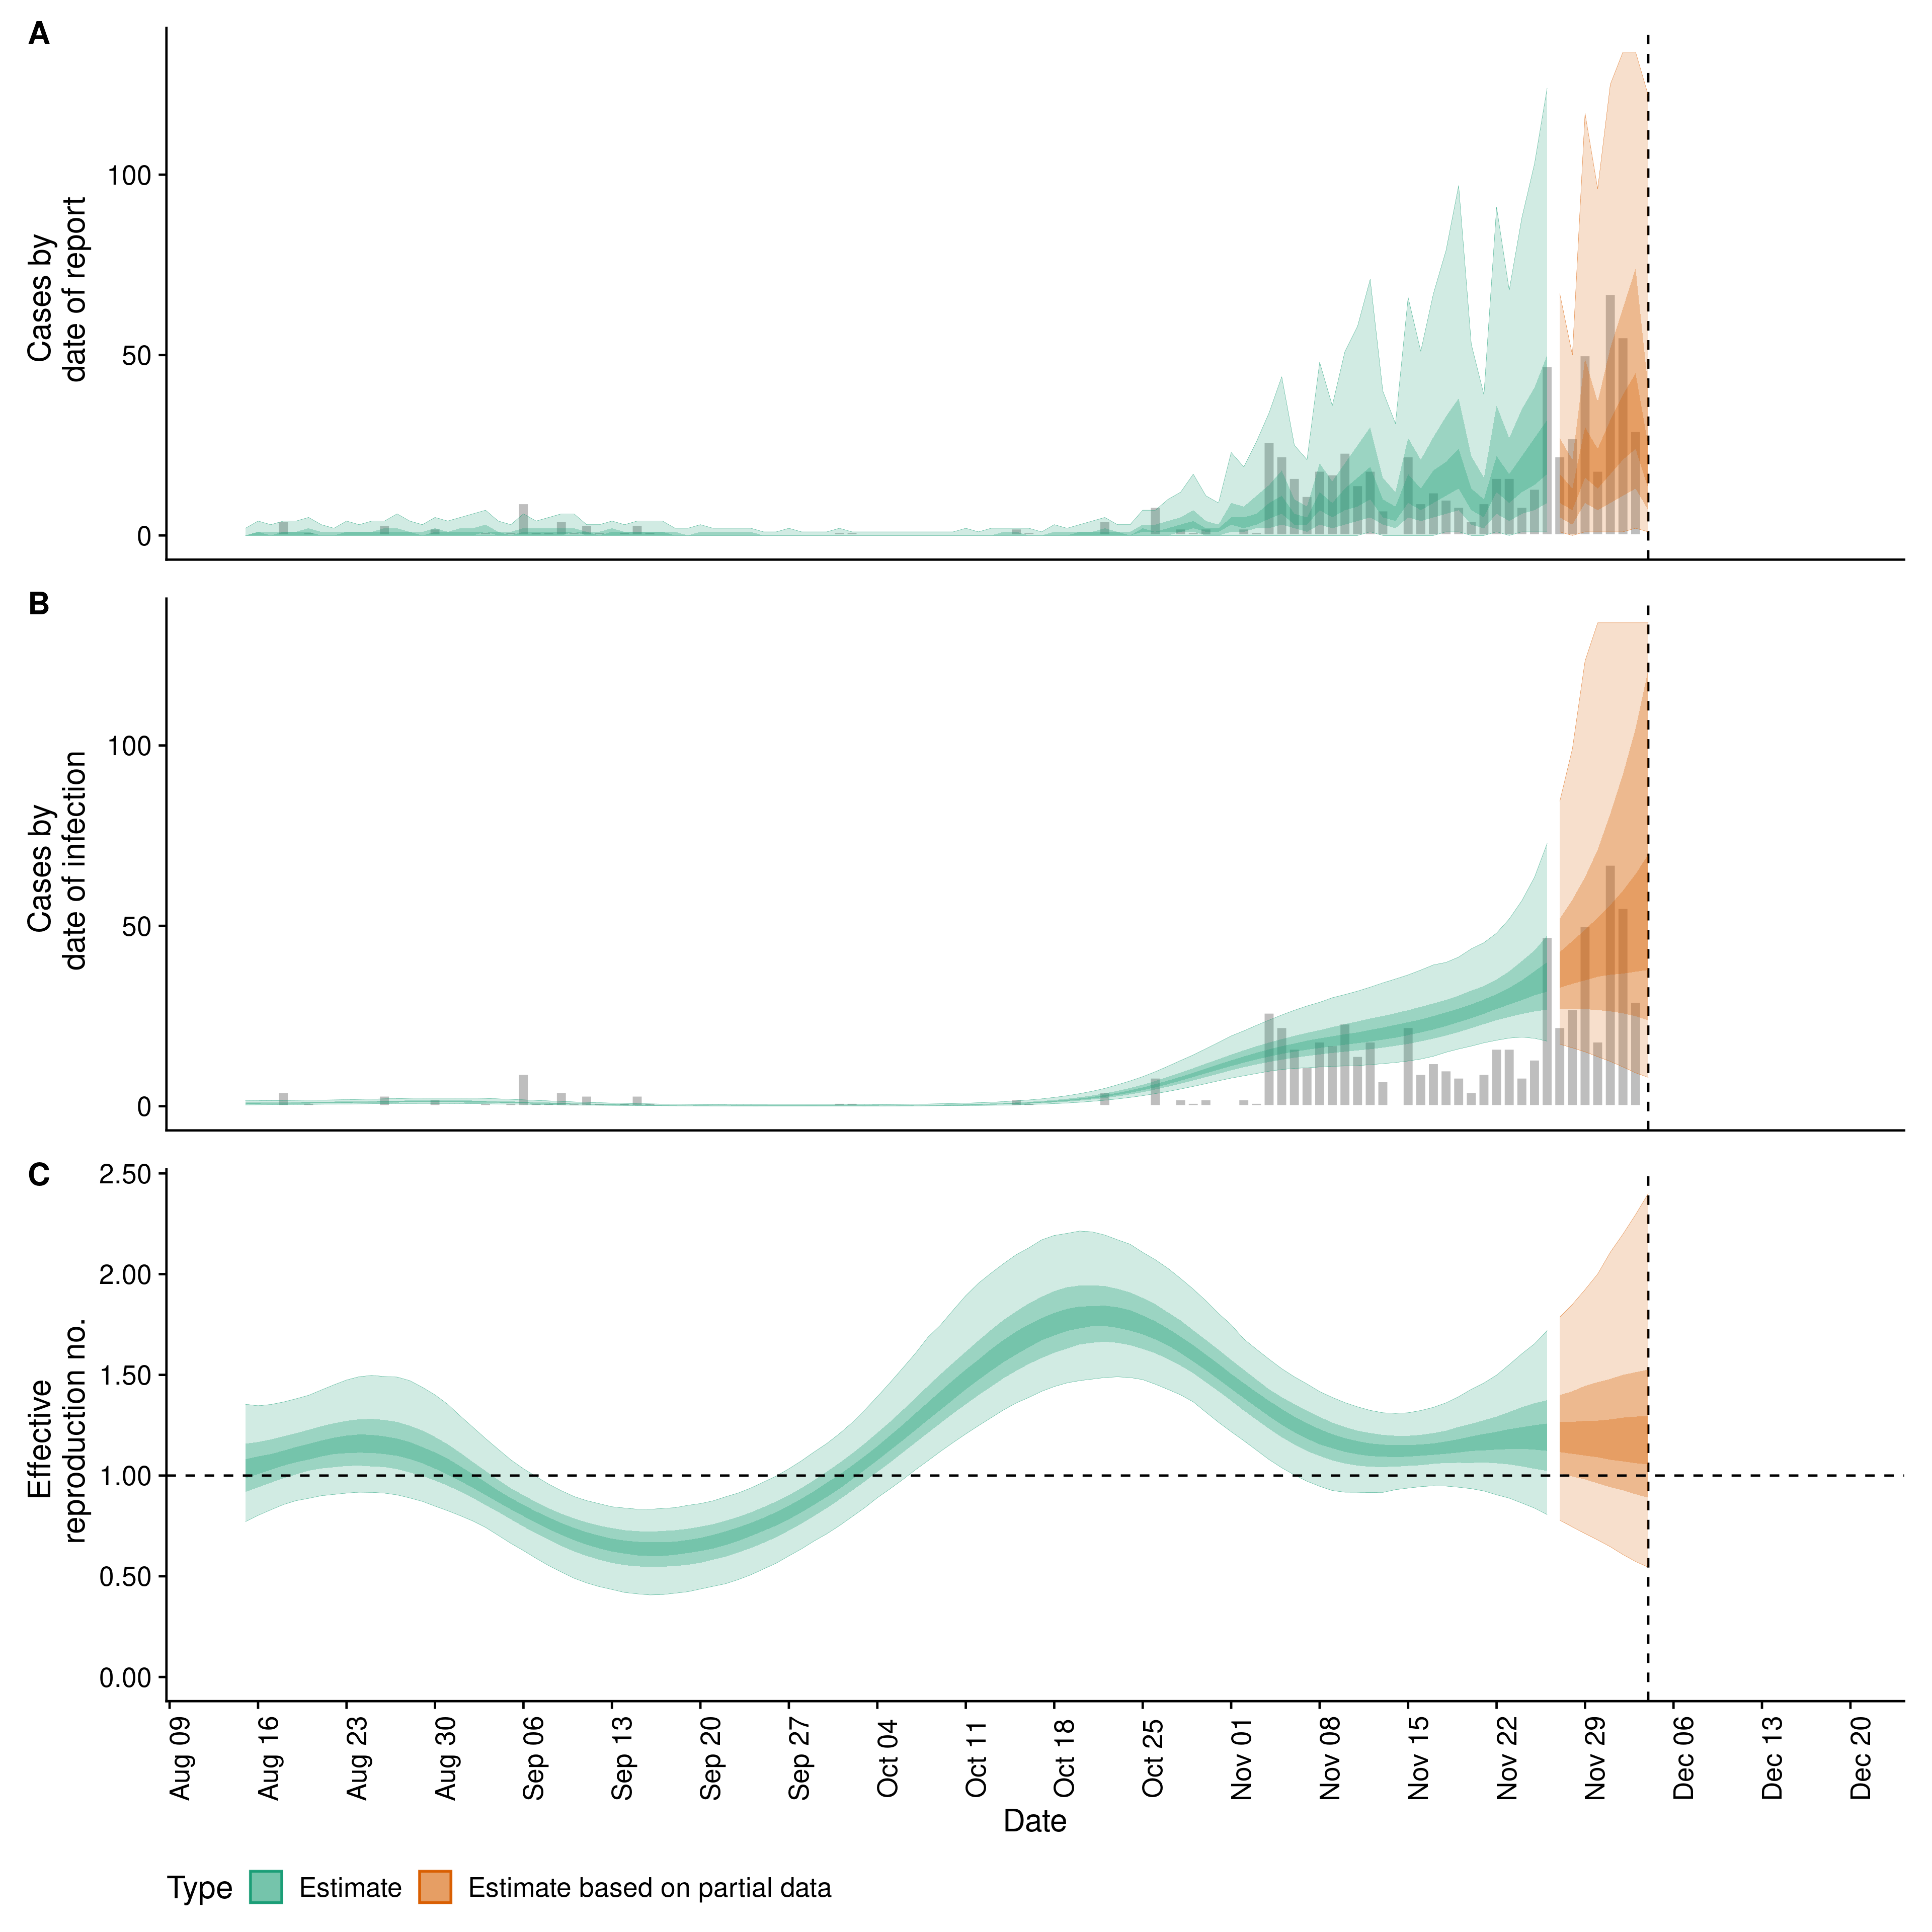 A
Cases by
date of report
100
50
0
B
Cases by
date of infection
100
50
0
C
Effective
reproduction no.
2.50
2.00
1.50
1.00
0.50
0.00
Aug 09
Aug 16
Aug 23
Aug 30
Sep 06
Sep 13
Sep 20
Sep 27
Oct 04
Oct 11
Oct 18
Oct 25
Nov 01
Nov 08
Nov 15
Nov 22
Nov 29
Dec 06
Dec 13
Dec 20
Date
Type Estimate Estimate based on partial data